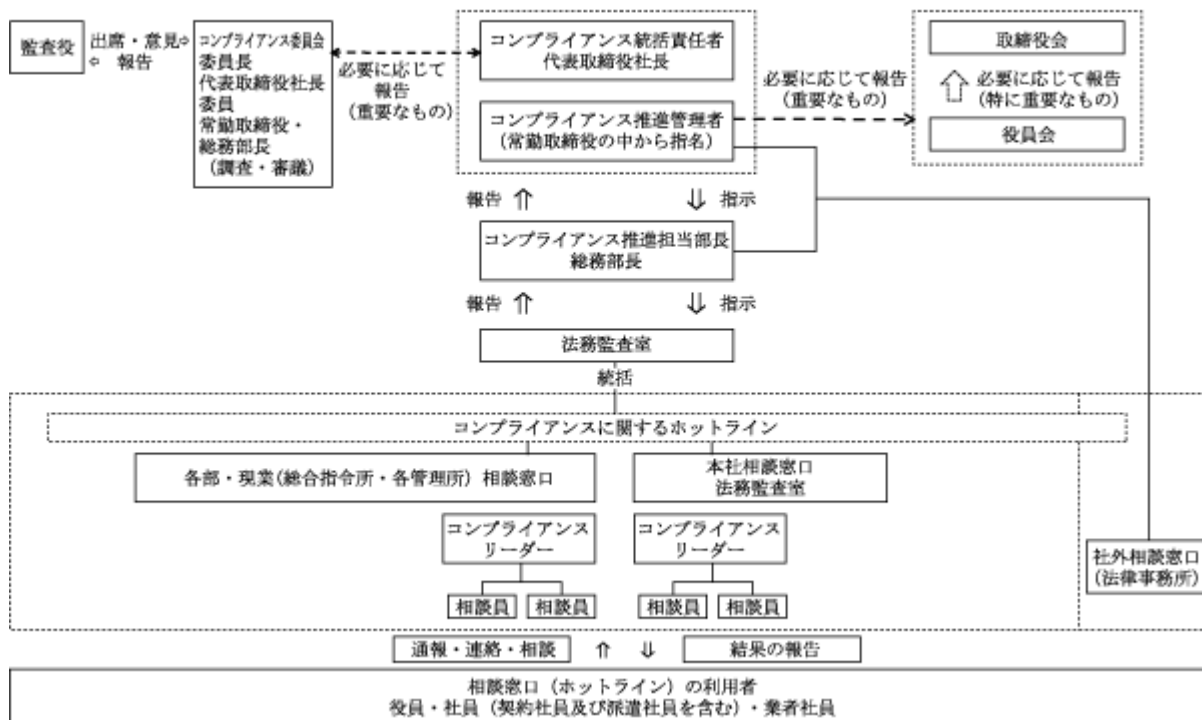 監査役
出席・意見⇨
⇦ 報告
コンプライアンス委員会
委員長
代表取締役社長
委員
常勤取締役・
総務部長
(調査・審議)
必要に応じて
報告
(重要なもの)
コンプライアンス統括責任者
代表取締役社長
コンプライアンス推進管理者
(常勤取締役の中から指名)
必要に応じて報告
(重要なもの)
取締役会
必要に応じて報告
(特に重要なもの)
役員会
報告 ⇑ ⇓ 指示
コンプライアンス推進担当部長
総務部長
報告 ⇑ ⇓ 指示
法務監査室
統括
コンプライアンスに関するホットライン
各部・現業(総合指令所・各管理所) 相談窓口
本社相談窓口
法務監査室
コンプライアンス
リーダー
コンプライアンス
リーダー
相談員 相談員 相談員 相談員
社外相談窓口
(法律事務所)
通報・連絡・相談 ⇑ ⇓ 結果の報告
相談窓口(ホットライン)の利用者
役員・社員(契約社員及び派遣社員を含む)・業者社員